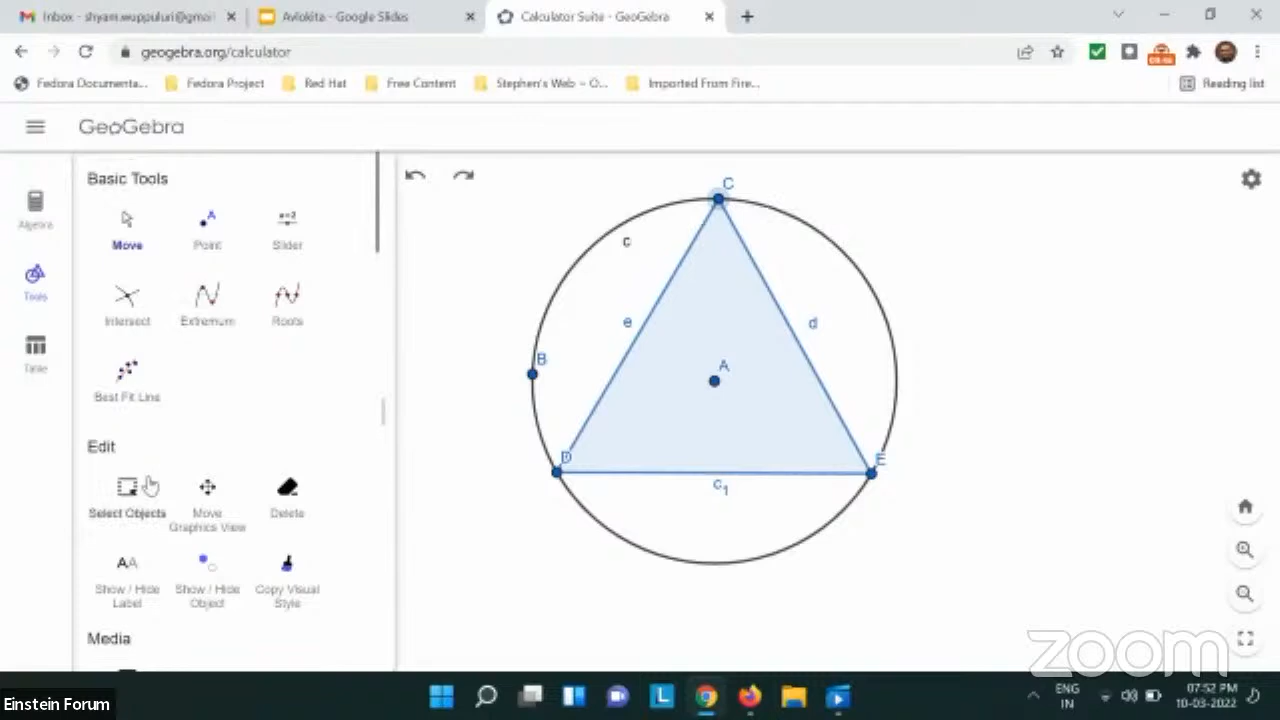 Inbox - shyam.wuppuluri@gmail
Avlokita - Google Slides
Calculator Suite - GeoGebra
geogebra.org/calculator
Fedora Documenta...
Fedora Project
Red Hat
Free Content
Stephen's Web ~ O...
Imported From Fire...
Reading list
GeoGebra
Algebra
Tools
Table
Basic Tools
Move
Point
Slider
Intersect
Extremum
Roots
Best Fit Line
Edit
Select Objects
Move
Graphics View
Delete
AA
Show / Hide
Label
Show / Hide
Object
Copy Visual
Style
Media
C
c
e
d
B
A
D
E
c1
zoom
Einstein Forum
ENG
IN
07:52 PM
10-03-2022